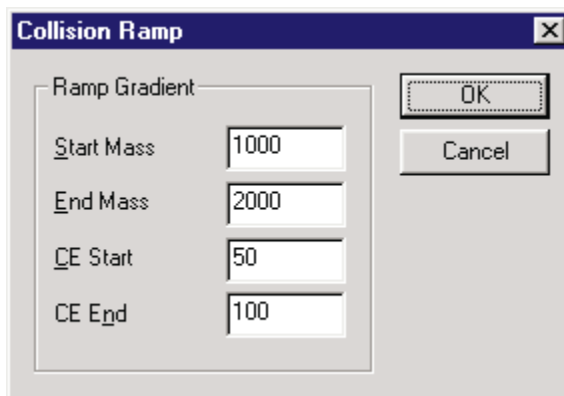 Collision Ramp
Ramp Gradient
Start Mass 1000
End Mass 2000
CE Start 50
CE End 100
OK
Cancel